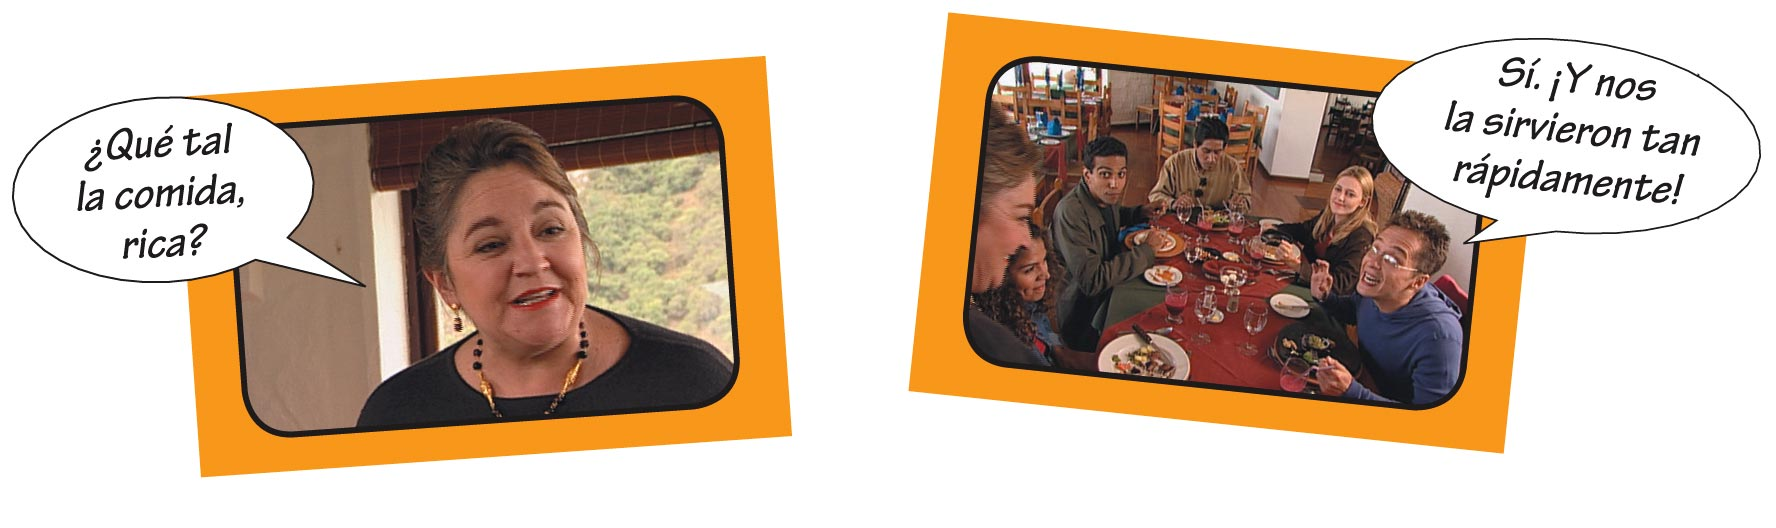 ¿Qué tal
la comida,
rica?
Sí. ¡Y nos
la sirvieron tan
rápidamente!